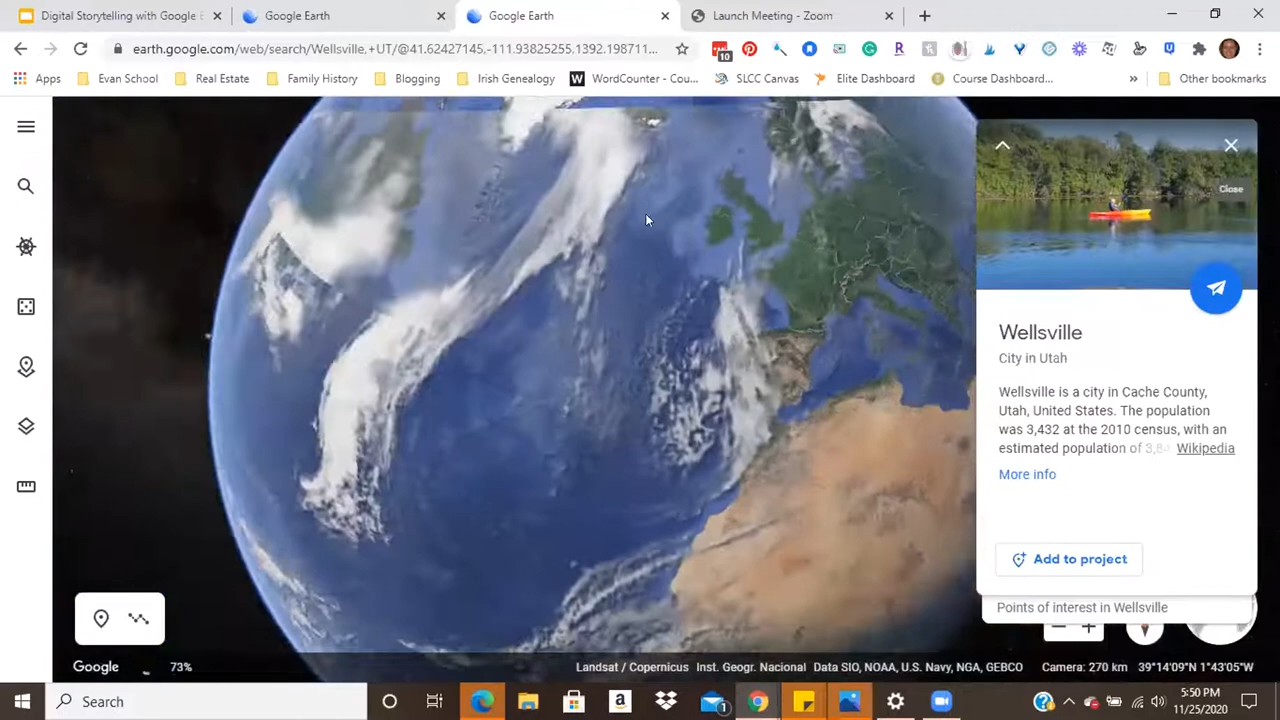 Digital Storytelling with Google E
Google Earth
Google Earth
Launch Meeting - Zoom
earth.google.com/web/search/Wellsville,+UT/@41.62427145,-111.93825255,1392.198711...
10
Apps
Evan School
Real Estate
Family History
Blogging
Irish Genealogy
W
WordCounter - Cou...
SLCC Canvas
Elite Dashboard
Course Dashboard...
»
Other bookmarks
Close
Wellsville
City in Utah
Wellsville is a city in Cache County,
Utah, United States. The population
was 3,432 at the 2010 census, with an
estimated population of 3,8 Wikipedia
More info
Add to project
Points of interest in Wellsville
Google
73%
Landsat / Copernicus Inst. Geogr. Nacional Data SIO, NOAA, U.S. Navy, NGA, GEBCO
Camera: 270 km 39°14'09"N 1°43'05"W
Search
1
5:50 PM
11/25/2020